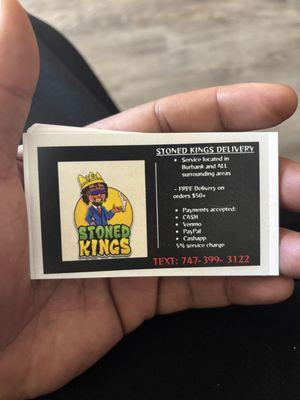 STONED KINGS DELIVERY
• Service located in
Burbank and ALL
surrounding areas
- FREE Delivery on
orders $50+
• Payments accepted:
• CASH
• Venmo
• PayPal
• Cashapp
5% service charge
TEXT: 747-399- 3122
STONED
KINGS